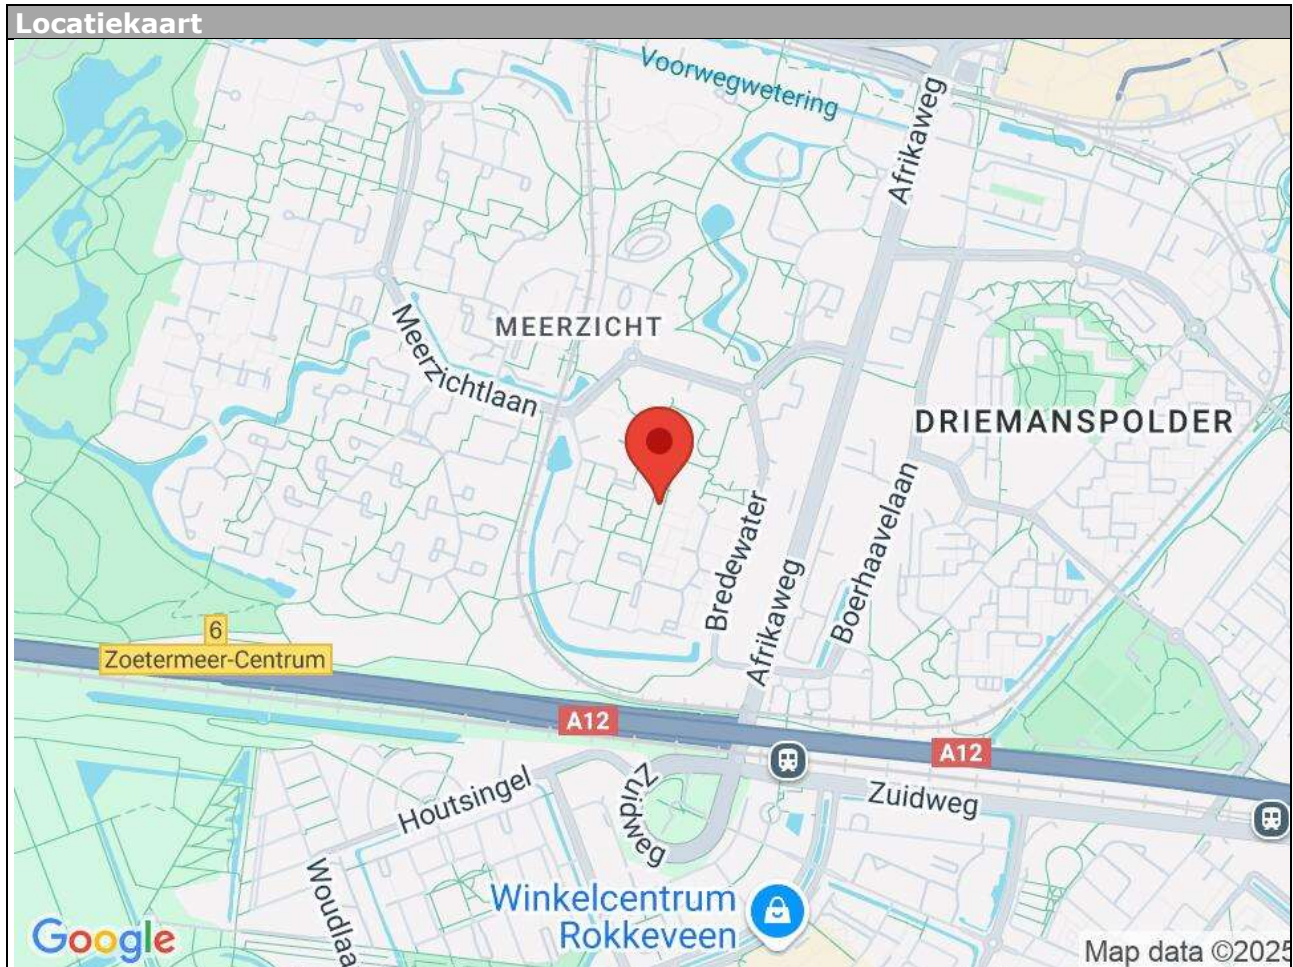 Locatiekaart
Voorwegwetering
Afrikaweg
MEERZICHT
Meerzichtlaan
DRIEMANSPOLDER
Bredewater
Afrikaweg
Boerhaavelaan
6
Zoetermeer-Centrum
A12
A12
Houtsingel
Zuidweg
Zuidweg
Woudlaa
Winkelcentrum
Rokkeveen
Google
Map data ©2025